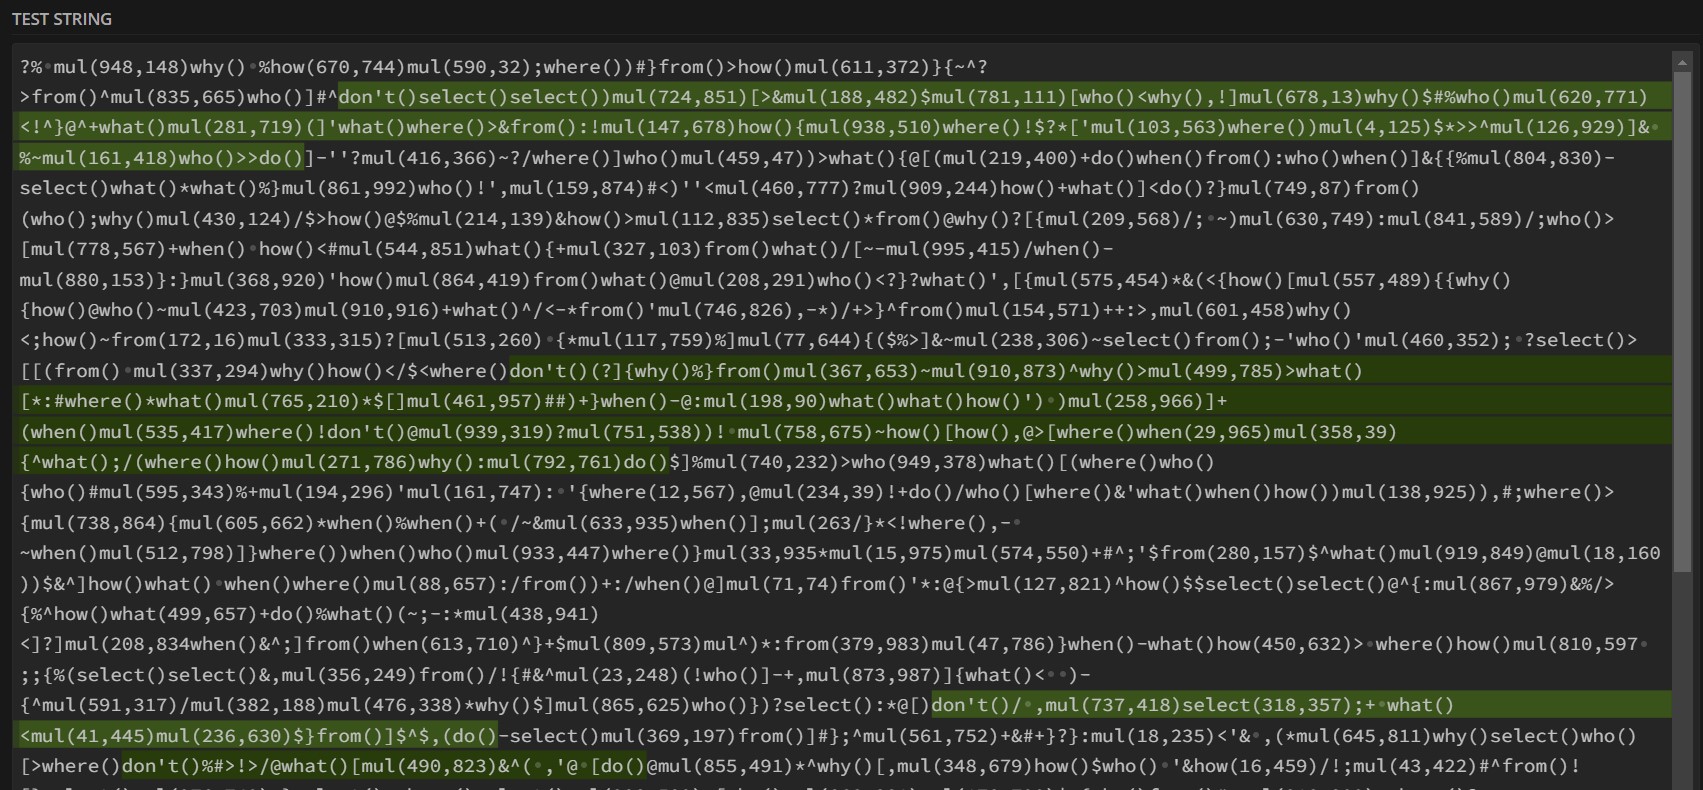 TEST STRING
?% mul(948,148)why() %how(670,744)mul(590,32);where())#}from()>how()mul(611,372)}{~^?
>from()^mul(835,665)who()]#^don't()select()select())mul(724,851)[>&mul(188,482)$mul(781,111)[who()<why(),!]mul(678,13)why()$#%who()mul(620,771)
<!^}@^+what()mul(281,719)(]'what()where()>&from():!mul(147,678)how(){mul(938,510)where()!$?*['mul(103,563)where())mul(4,125)$*>>^mul(126,929)]&
%~mul(161,418)who()>>do()]-''?mul(416,366)~?/where()]who()mul(459,47))>what(){@[(mul(219,400)+do()when()from():who()when()]&{{%mul(804,830)-
select()what()*what()%}mul(861,992)who()!',mul(159,874)#<)''<mul(460,777)?mul(909,244)how()+what()]<do()?}mul(749,87)from()
(who();why()mul(430,124)/$>how()@$%mul(214,139)&how()>mul(112,835)select()*from()@why()?[{mul(209,568)/; ~)mul(630,749):mul(841,589)/;who()>
[mul(778,567)+when() how()<#mul(544,851)what(){+mul(327,103)from()what()/[~-mul(995,415)/when()-
mul(880,153)}:}mul(368,920)'how()mul(864,419)from()what()@mul(208,291)who()<?}?what()',[{mul(575,454)*&(<{how()[mul(557,489){{why()
{how()@who()~mul(423,703)mul(910,916)+what()^/<-*from()'mul(746,826),-*)/+>}^from()mul(154,571)++:>,mul(601,458)why()
<;how()~from(172,16)mul(333,315)?[mul(513,260) {*mul(117,759)%]mul(77,644){($%>]&~mul(238,306)~select()from();-'who()'mul(460,352); ?select()>
[[(from() mul(337,294)why()how()</$<where()don't()(?]{why()%}from()mul(367,653)~mul(910,873)^why()>mul(499,785)>what()
[*:#where()*what()mul(765,210)*$[]mul(461,957)##)+}when()-@:mul(198,90)what()what()how()') )mul(258,966)]+
(when()mul(535,417)where()!don't()@mul(939,319)?mul(751,538))! mul(758,675)~how()[how(),@>[where()when(29,965)mul(358,39)
{^what();/(where()how()mul(271,786)why():mul(792,761)do()$]%mul(740,232)>who(949,378)what()[(where()who()
{who()#mul(595,343)%+mul(194,296)'mul(161,747): '{where(12,567),@mul(234,39)!+do()/who()[where()&'what()when()how())mul(138,925)),#;where()>
{mul(738,864){mul(605,662)*when()%when()+( /~&mul(633,935)when()];mul(263/}*<!where(),- 
~when()mul(512,798)]]}where())when()who()mul(933,447)where()}mul(33,935*mul(15,975)mul(574,550)+#^;'$from(280,157)$^what()mul(919,849)@mul(18,160
))$&^]how()what() when()where()mul(88,657):/from())+:/when()@]mul(71,74)from()'*:@{>mul(127,821)^how()$$select()select()@^{:mul(867,979)&%/>
{%^how()what(499,657)+do()%what()(~;-:*mul(438,941)
<]?]mul(208,834when()&^;]from()when(613,710)^}+$mul(809,573)mul^)*:from(379,983)mul(47,786)}when()-what()how(450,632)> where()how()mul(810,597
;;{%(select()select()&,mul(356,249)from()/!{#&^mul(23,248)(!who()]-+,mul(873,987)]{what()<  )-
{^mul(591,317)/mul(382,188)mul(476,338)*why()$]mul(865,625)who()})?select():*@[)don't()/ ,mul(737,418)select(318,357);+ what()
<mul(41,445)mul(236,630)$}from()]$^$,(do()-select()mul(369,197)from()]#};^mul(561,752)+&#+}?}:mul(18,235)<'& ,(*mul(645,811)why()select()who()
[>where()don't()%#>!>/@what()[mul(490,823)&^( ,'@ [do()@mul(855,491)*^why()[,mul(348,679)how()$who() '&how(16,459)/!;mul(43,422)#^from()!